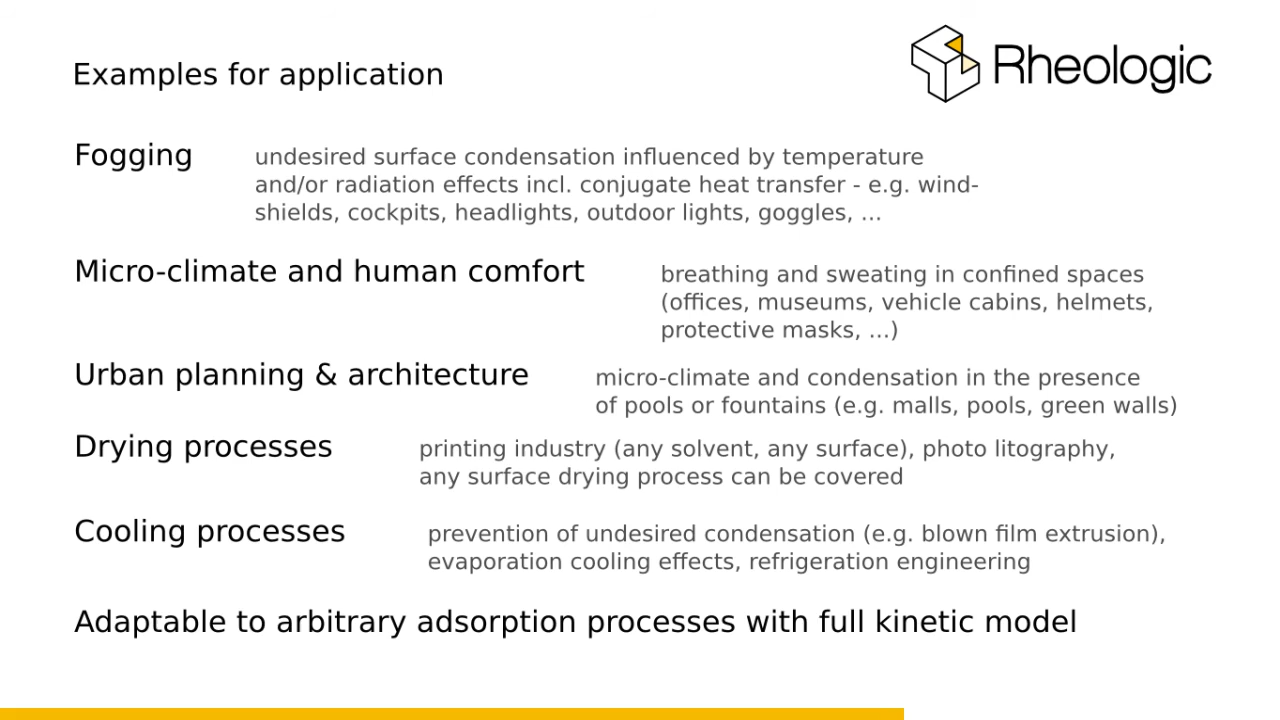 Rheologic
Examples for application
Fogging
undesired surface condensation influenced by temperature
and/or radiation effects incl. conjugate heat transfer - e.g. wind-
shields, cockpits, headlights, outdoor lights, goggles, ...
Micro-climate and human comfort
breathing and sweating in confined spaces
(offices, museums, vehicle cabins, helmets,
protective masks, ...)
Urban planning & architecture
micro-climate and condensation in the presence
of pools or fountains (e.g. malls, pools, green walls)
Drying processes
printing industry (any solvent, any surface), photo litography,
any surface drying process can be covered
Cooling processes
prevention of undesired condensation (e.g. blown film extrusion),
evaporation cooling effects, refrigeration engineering
Adaptable to arbitrary adsorption processes with full kinetic model